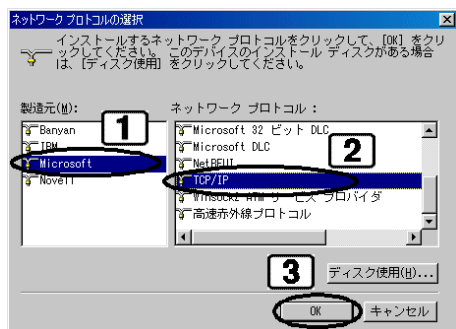 ネットワーク プロトコルの選択
インストールするネットワーク プロトコルをクリックして、[OK] をクリ
ックしてください。 このデバイスのインストール ディスクがある場合
は、[ディスク使用] をクリックしてください。
製造元(M):
Banyan
IBM
Microsoft
Novell
1
ネットワーク プロトコル :
Microsoft 32 ビット DLC
Microsoft DLC
NetBEUI
TCP/IP
Winsock2 ATM サービス プロバイダ
高速赤外線プロトコル
2
3
ディスク使用(H)...
OK
キャンセル